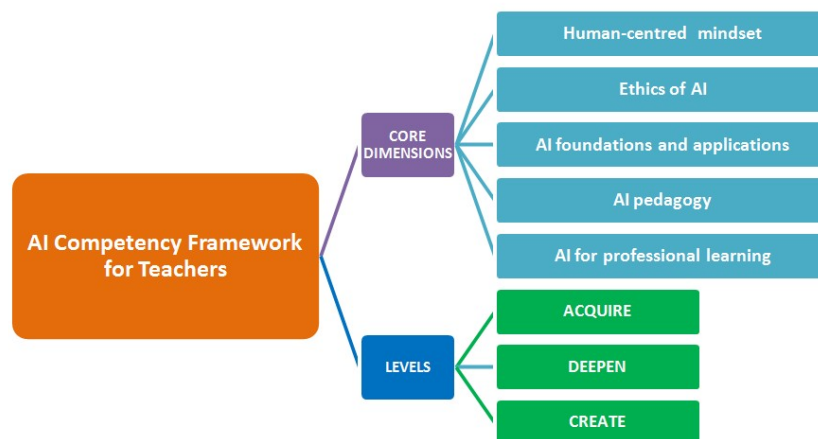 AI Competency Framework
for Teachers
CORE
DIMENSIONS
Human-centred mindset
Ethics of AI
AI foundations and applications
AI pedagogy
AI for professional learning
LEVELS
ACQUIRE
DEEPEN
CREATE